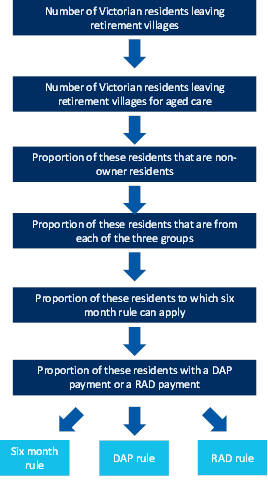 Number of Victorian residents leaving
retirement villages
Number of Victorian residents leaving
retirement villages for aged care
Proportion of these residents that are non-
owner residents
Proportion of these residents that are from
each of the three groups
Proportion of these residents to which six
month rule can apply
Proportion of these residents with a DAP
payment or a RAD payment
Six month
rule
DAP rule
RAD rule